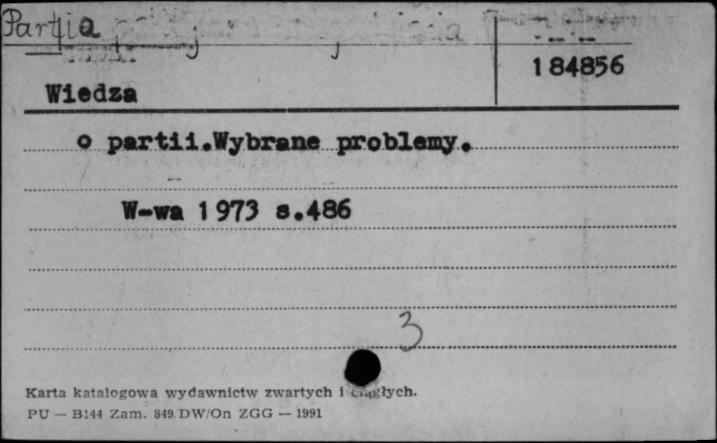 Partia
184856
Wiedza
o partii.Wybrane problemy.
W-wa 1973 s.486
3
Karta katalogowa wydawnictw zwartych i ciągłych.
PU — B144 Zam. 849/DW/On ZGG — 1991